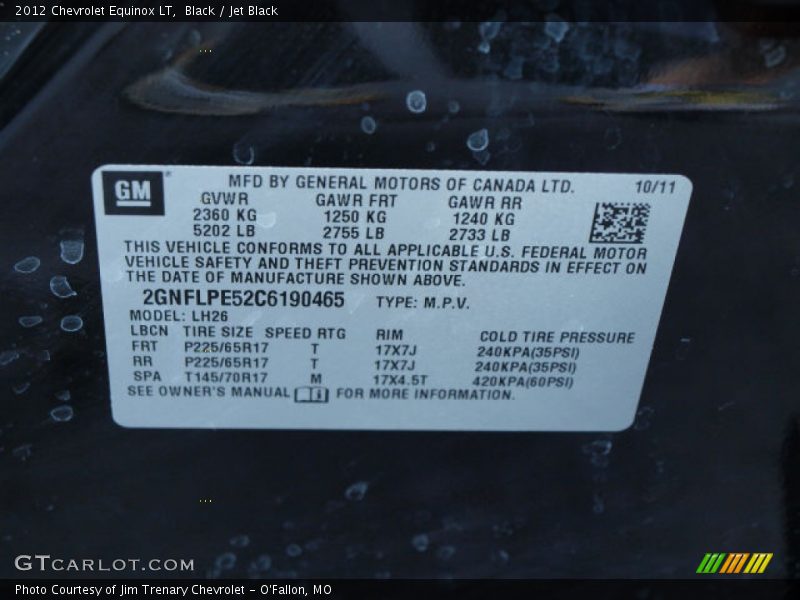 2012 Chevrolet Equinox LT,  Black / Jet Black
GM
MFD BY GENERAL MOTORS OF CANADA LTD. 10/11
GVWR GAWR FRT GAWR RR
2360 KG 1250 KG 1240 KG
5202 LB 2755 LB 2733 LB
THIS VEHICLE CONFORMS TO ALL APPLICABLE U.S. FEDERAL MOTOR
VEHICLE SAFETY AND THEFT PREVENTION STANDARDS IN EFFECT ON
THE DATE OF MANUFACTURE SHOWN ABOVE.
2GNFLPE52C6190465 TYPE: M.P.V.
MODEL: LH26
LBCN TIRE SIZE SPEED RTG RIM COLD TIRE PRESSURE
FRT P225/65R17 T 17X7J 240KPA(35PSI)
RR P225/65R17 T 17X7J 240KPA(35PSI)
SPA T145/70R17 M 17X4.5T 420KPA(60PSI)
SEE OWNER'S MANUAL FOR MORE INFORMATION.
GTCARLOT.COM
Photo Courtesy of Jim Trenary Chevrolet - O'Fallon, MO